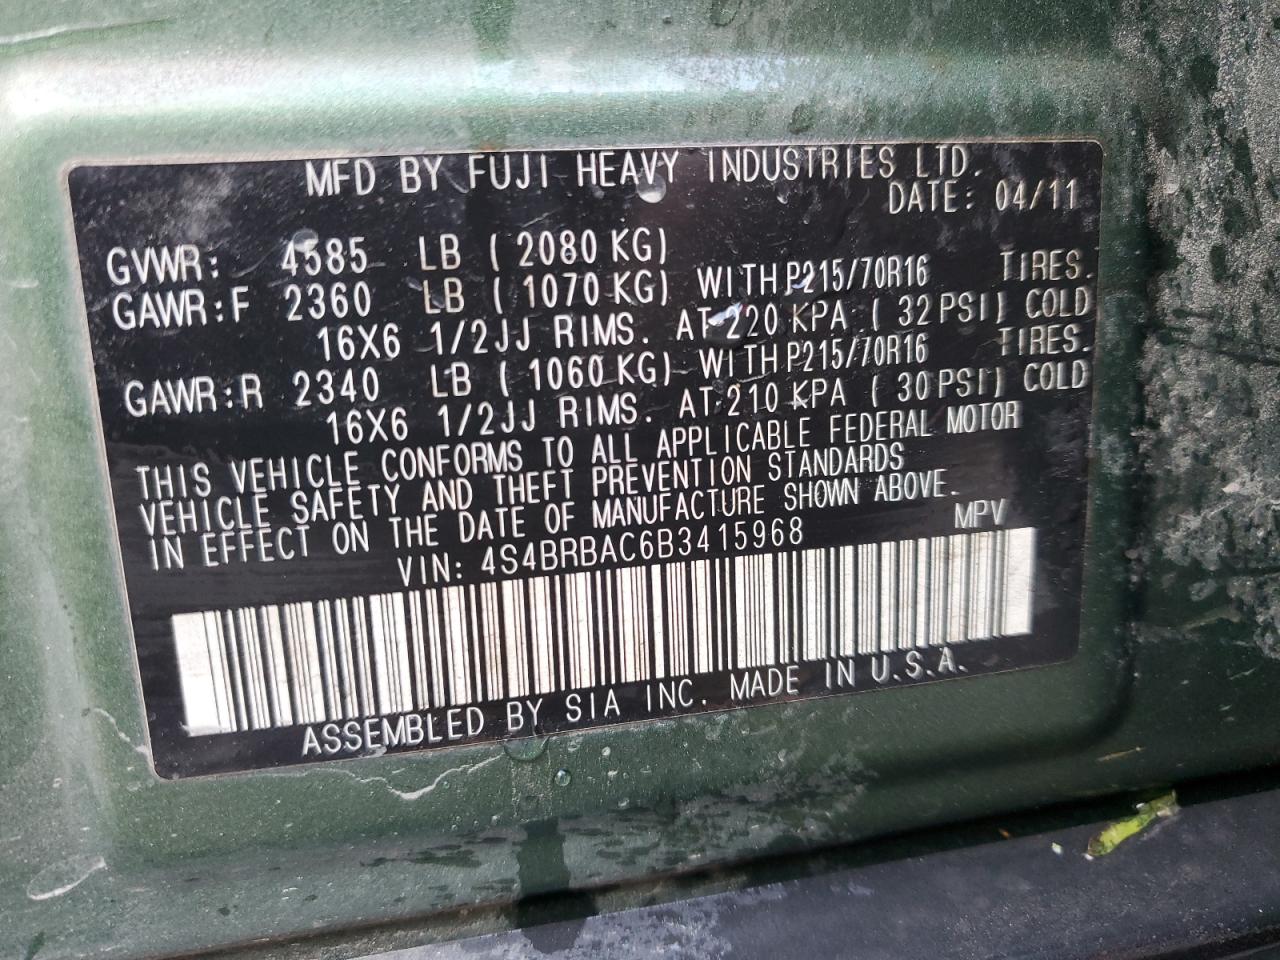 MFD BY FUJI HEAVY INDUSTRIES LTD.
DATE: 04/11
GVWR: 4585 LB ( 2080 KG)
GAWR:F 2360 LB ( 1070 KG) WITH P215/70R16 TIRES.
16X6 1/2JJ RIMS. AT 220 KPA ( 32 PSI) COLD
GAWR:R 2340 LB ( 1060 KG) WITH P215/70R16 TIRES.
16X6 1/2JJ RIMS. AT 210 KPA ( 30 PSI) COLD
THIS VEHICLE CONFORMS TO ALL APPLICABLE FEDERAL MOTOR
VEHICLE SAFETY AND THEFT PREVENTION STANDARDS
IN EFFECT ON THE DATE OF MANUFACTURE SHOWN ABOVE.
VIN: 4S4BRBAC6B3415968 MPV
ASSEMBLED BY SIA INC. MADE IN U.S.A.